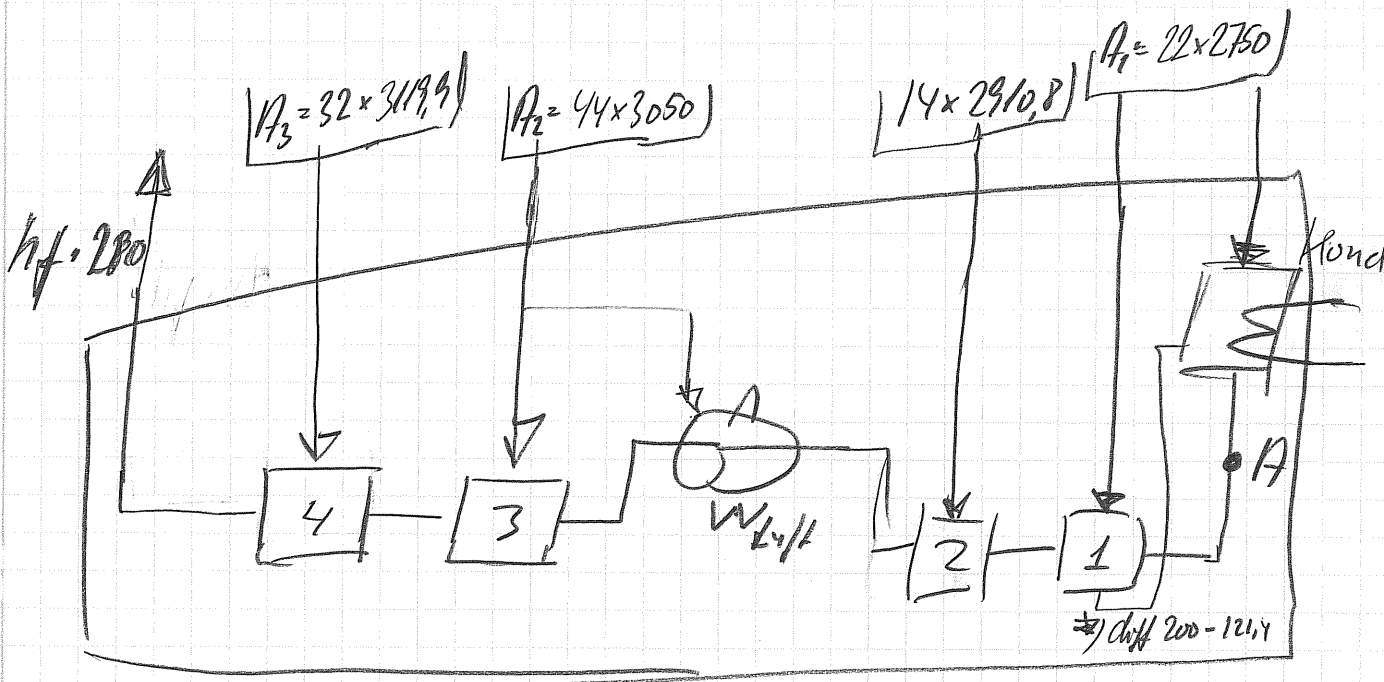 A₁ = 22×2750
A₃ = 32×3119,9
A₂ = 44×3050
14×2910,8
hf = 280
Kond
A
A
4
3
2
1
diff 200 - 121,4